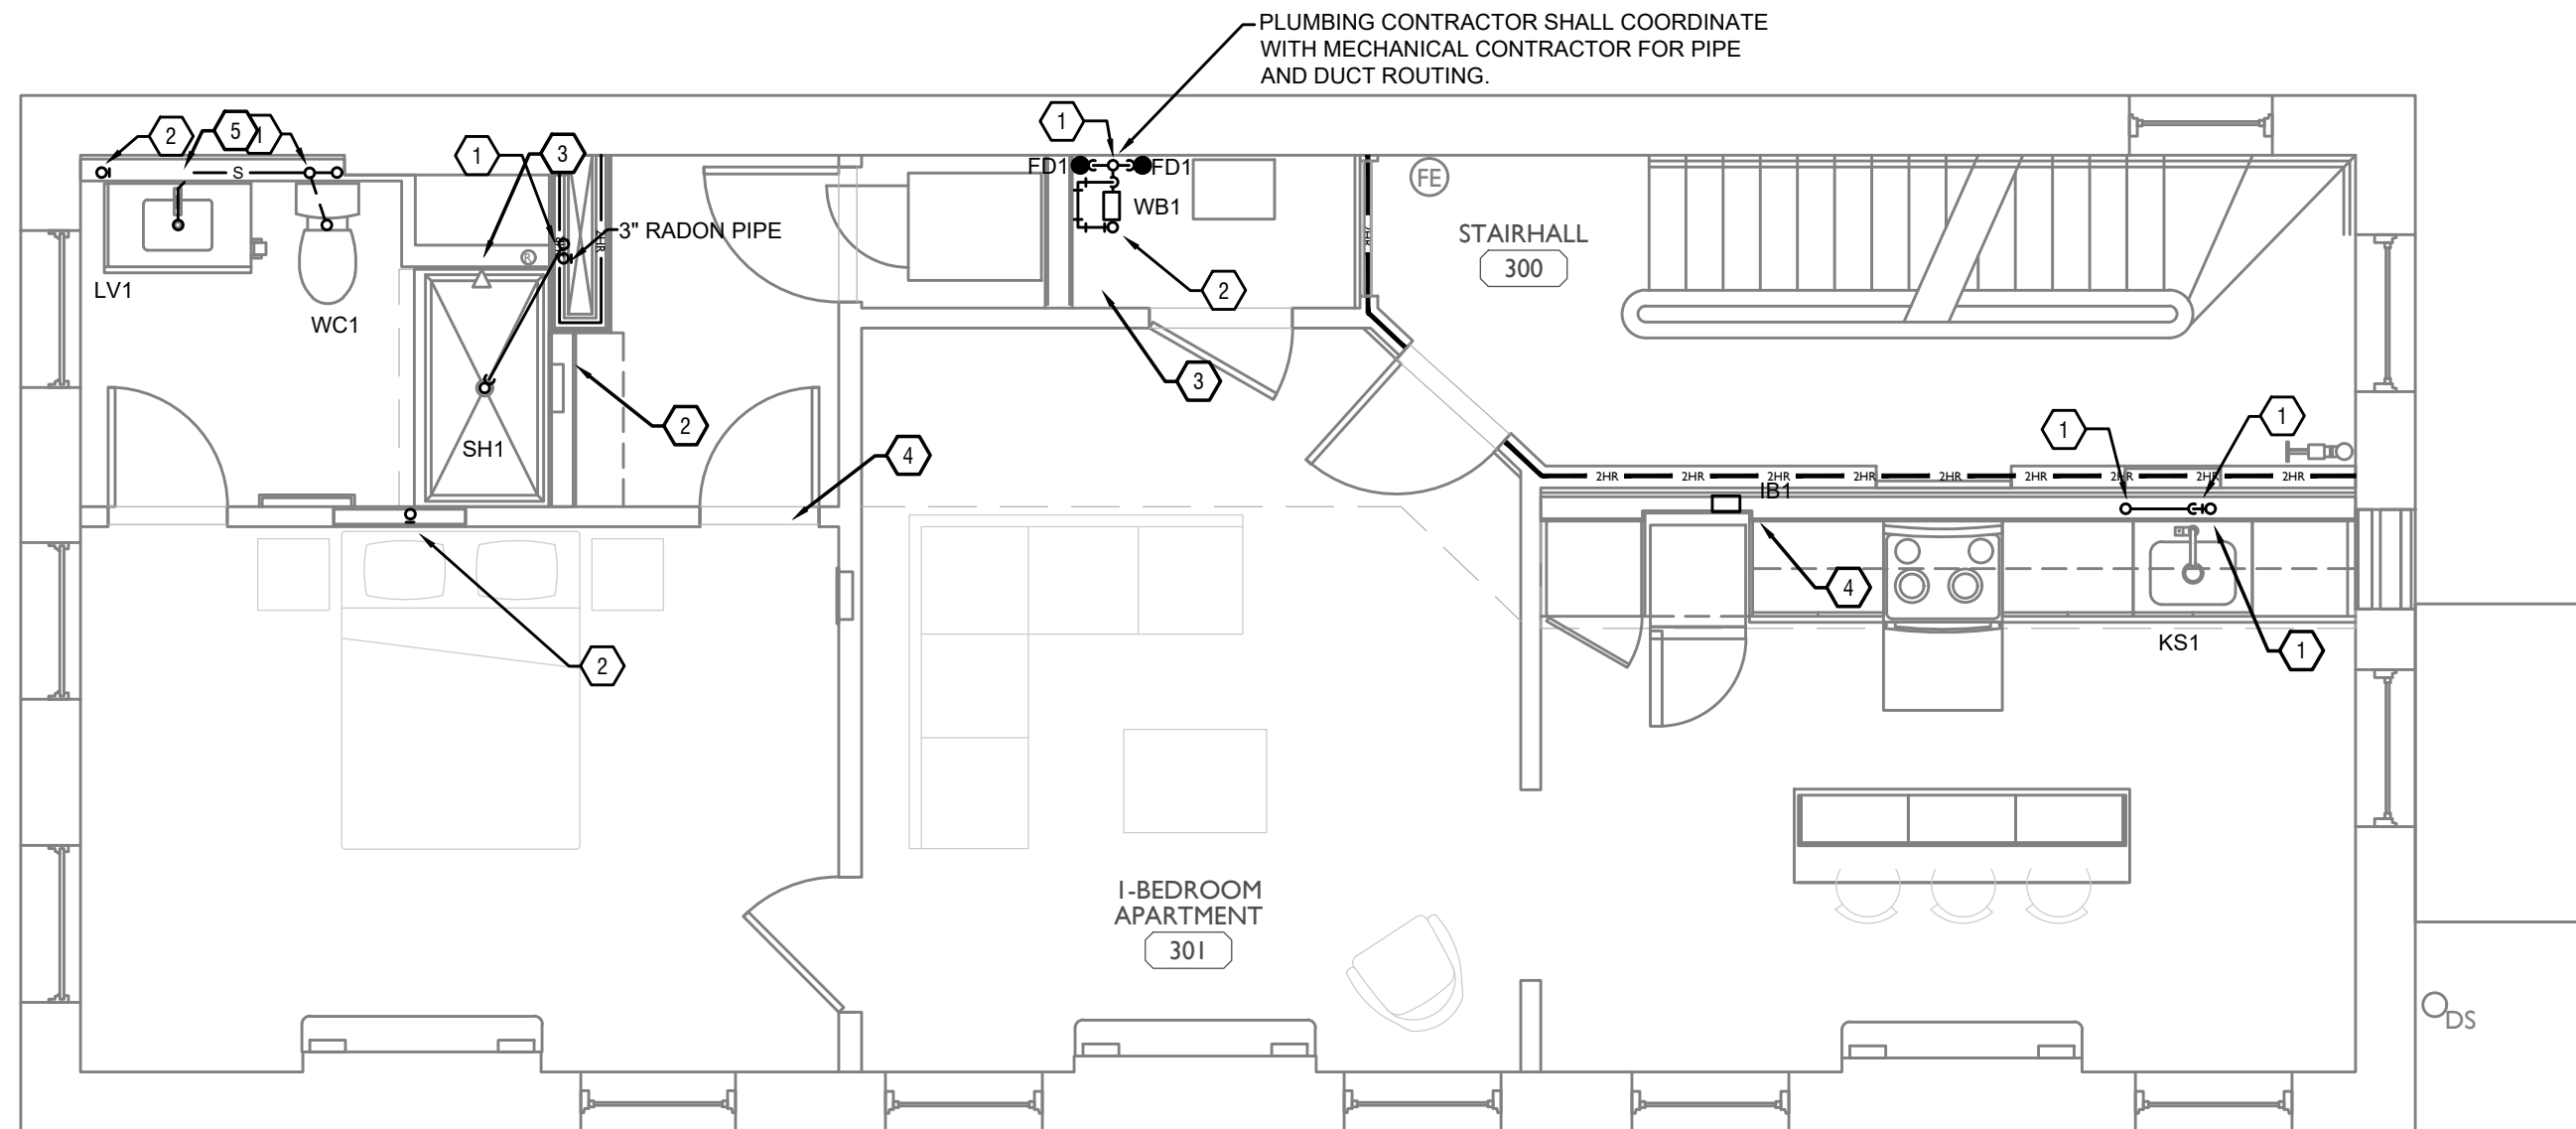 PLUMBING CONTRACTOR SHALL COORDINATE
WITH MECHANICAL CONTRACTOR FOR PIPE
AND DUCT ROUTING.
2
5
1
1
3
1
S
FD1
FD1
WB1
3" RADON PIPE
2HR
2HR
R
LV1
WC1
2
FE
STAIRHALL
300
3
2
4
SH1
1
1
2HR 2HR 2HR 2HR 2HR 2HR 2HR 2HR 2HR
IB1
4
KS1
1
2
1-BEDROOM
APARTMENT
301
DS